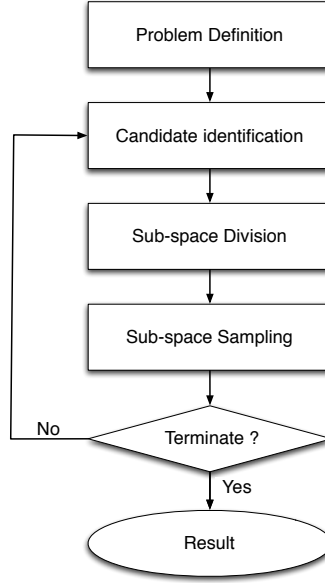 Problem Definition
Candidate identification
Sub-space Division
Sub-space Sampling
Terminate ?
No
Yes
Result